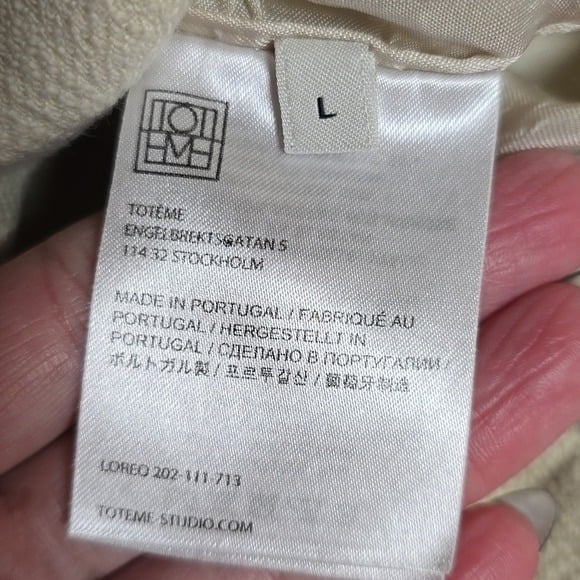 L
TOTEME
TOTÊME
ENGELBREKTSGATAN 5
114 32 STOCKHOLM
MADE IN PORTUGAL / FABRIQUÉ AU
PORTUGAL / HERGESTELLT IN
PORTUGAL / СДЕЛАНО В ПОРТУГАЛИИ /
ポルトガル製 / 포르투갈산 / 葡萄牙制造
LOREO 202-111-713
TOTEME-STUDIO.COM